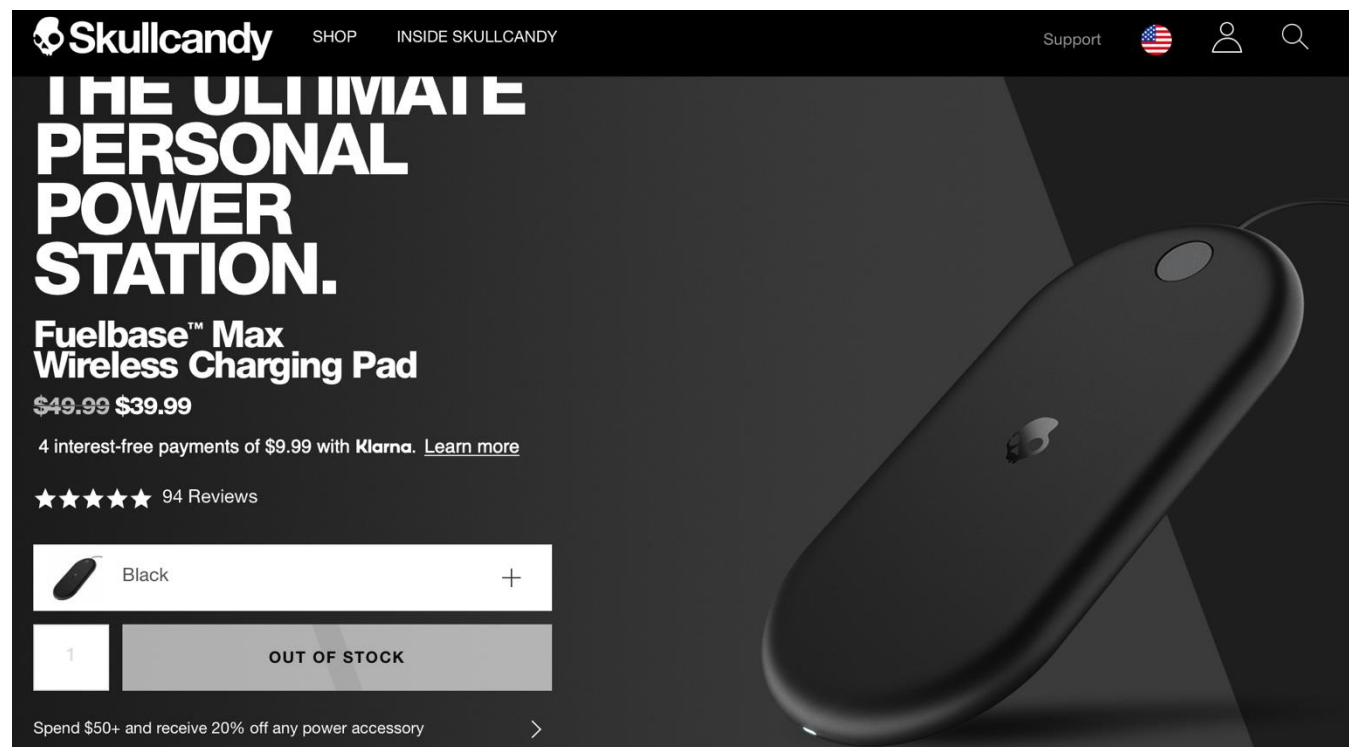 Skullcandy
SHOP
INSIDE SKULLCANDY
Support
THE ULTIMATE
PERSONAL
POWER
STATION.
Fuelbase™ Max
Wireless Charging Pad
$49.99 $39.99
4 interest-free payments of $9.99 with Klarna. Learn more
94 Reviews
Black
1
OUT OF STOCK
Spend $50+ and receive 20% off any power accessory